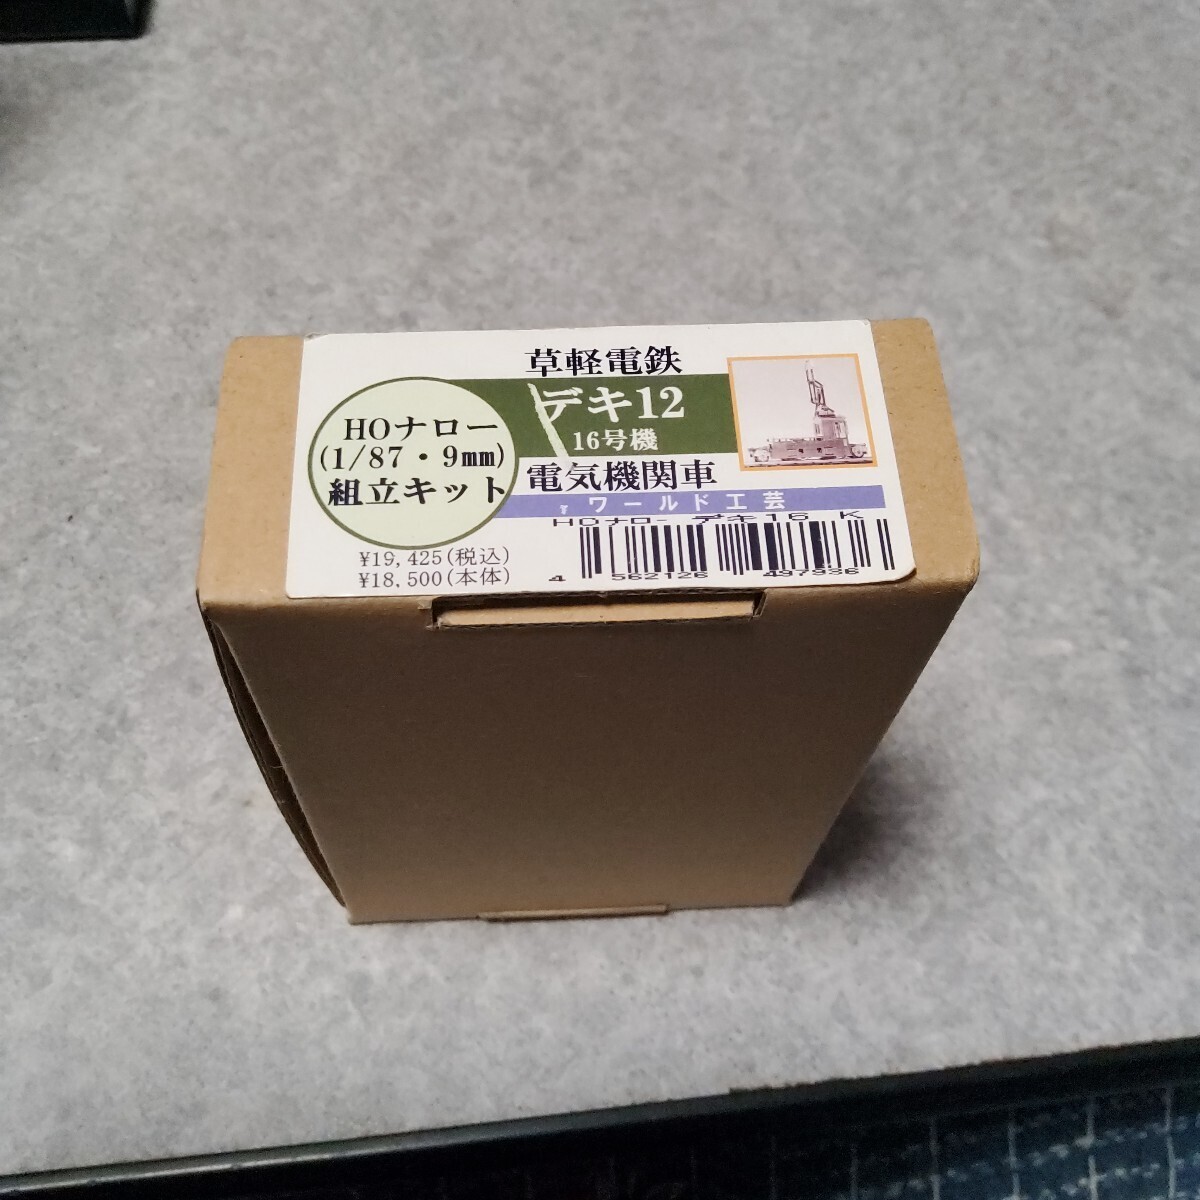 草軽電鉄
デキ12
16号機
電気機関車
HOナロー
(1/87・9㎜)
組立キット
ワールド工芸
HOナロー デキ16 K
¥19,425(税込)
¥18,500(本体)
4 562126 497936